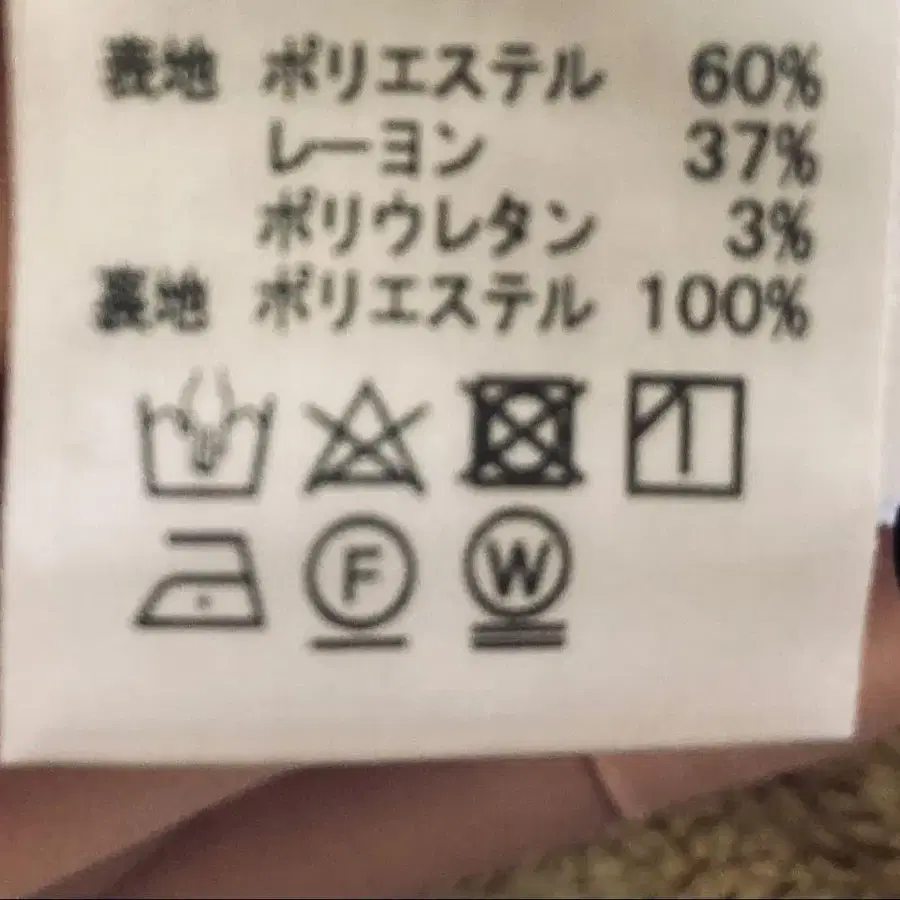 表地 ポリエステル 60%
レーヨン 37%
ポリウレタン 3%
裏地 ポリエステル 100%
F W